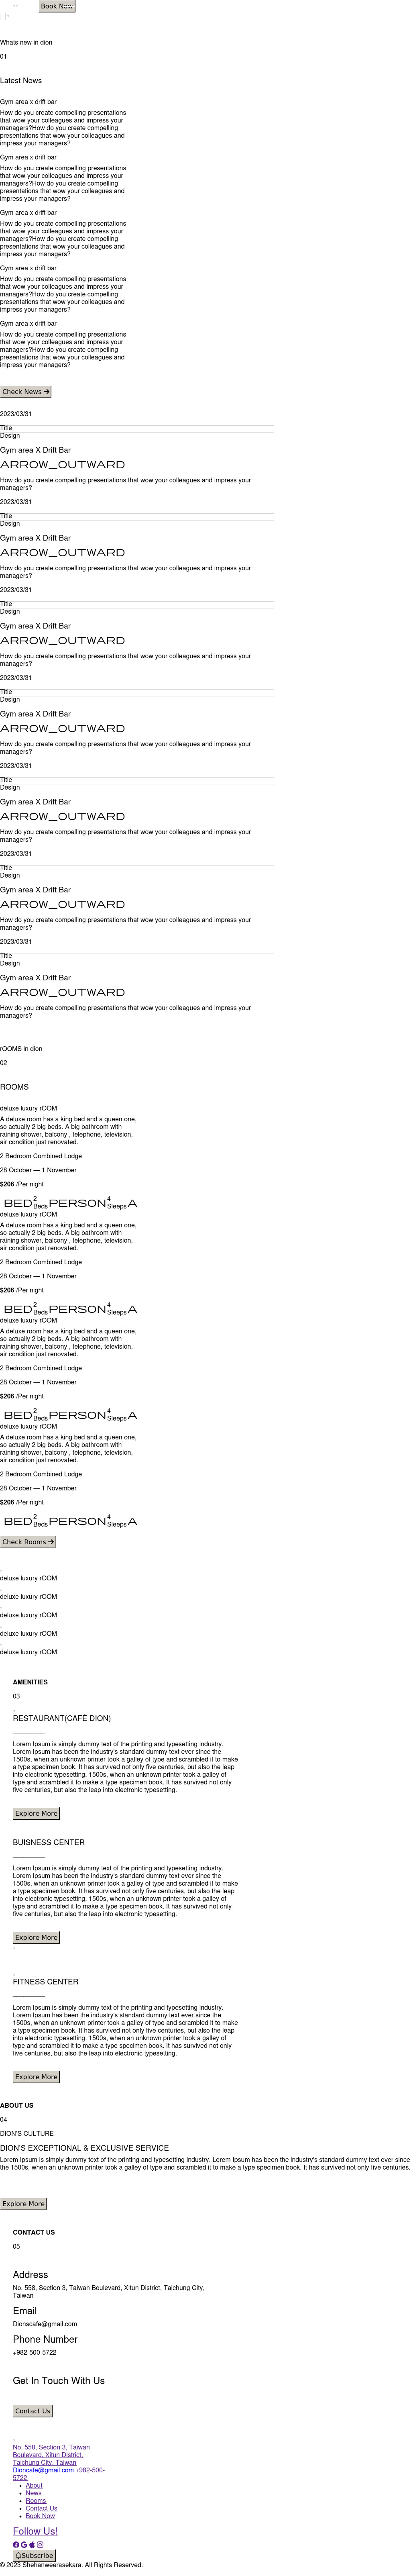 Book Now
Whats new in dion
01
Latest News
Gym area x drift bar
How do you create compelling presentations
that wow your colleagues and impress your
managers?How do you create compelling
presentations that wow your colleagues and
impress your managers?
Gym area x drift bar
How do you create compelling presentations
that wow your colleagues and impress your
managers?How do you create compelling
presentations that wow your colleagues and
impress your managers?
Gym area x drift bar
How do you create compelling presentations
that wow your colleagues and impress your
managers?How do you create compelling
presentations that wow your colleagues and
impress your managers?
Gym area x drift bar
How do you create compelling presentations
that wow your colleagues and impress your
managers?How do you create compelling
presentations that wow your colleagues and
impress your managers?
Gym area x drift bar
How do you create compelling presentations
that wow your colleagues and impress your
managers?How do you create compelling
presentations that wow your colleagues and
impress your managers?
Check News →
2023/03/31
Title
Design
Gym area X Drift Bar
ARROW_OUTWARD
How do you create compelling presentations that wow your colleagues and impress your
managers?
2023/03/31
Title
Design
Gym area X Drift Bar
ARROW_OUTWARD
How do you create compelling presentations that wow your colleagues and impress your
managers?
2023/03/31
Title
Design
Gym area X Drift Bar
ARROW_OUTWARD
How do you create compelling presentations that wow your colleagues and impress your
managers?
2023/03/31
Title
Design
Gym area X Drift Bar
ARROW_OUTWARD
How do you create compelling presentations that wow your colleagues and impress your
managers?
2023/03/31
Title
Design
Gym area X Drift Bar
ARROW_OUTWARD
How do you create compelling presentations that wow your colleagues and impress your
managers?
2023/03/31
Title
Design
Gym area X Drift Bar
ARROW_OUTWARD
How do you create compelling presentations that wow your colleagues and impress your
managers?
2023/03/31
Title
Design
Gym area X Drift Bar
ARROW_OUTWARD
How do you create compelling presentations that wow your colleagues and impress your
managers?
rOOMS in dion
02
ROOMS
deluxe luxury rOOM
A deluxe room has a king bed and a queen one,
so actually 2 big beds. A big bathroom with
raining shower, balcony , telephone, television,
air condition just renovated.
2 Bedroom Combined Lodge
28 October — 1 November
$206 /Per night
BED 2 Beds PERSON 4 Sleeps A
deluxe luxury rOOM
A deluxe room has a king bed and a queen one,
so actually 2 big beds. A big bathroom with
raining shower, balcony , telephone, television,
air condition just renovated.
2 Bedroom Combined Lodge
28 October — 1 November
$206 /Per night
BED 2 Beds PERSON 4 Sleeps A
deluxe luxury rOOM
A deluxe room has a king bed and a queen one,
so actually 2 big beds. A big bathroom with
raining shower, balcony , telephone, television,
air condition just renovated.
2 Bedroom Combined Lodge
28 October — 1 November
$206 /Per night
BED 2 Beds PERSON 4 Sleeps A
deluxe luxury rOOM
A deluxe room has a king bed and a queen one,
so actually 2 big beds. A big bathroom with
raining shower, balcony , telephone, television,
air condition just renovated.
2 Bedroom Combined Lodge
28 October — 1 November
$206 /Per night
BED 2 Beds PERSON 4 Sleeps A
Check Rooms →
deluxe luxury rOOM
deluxe luxury rOOM
deluxe luxury rOOM
deluxe luxury rOOM
deluxe luxury rOOM
AMENITIES
03
RESTAURANT(CAFÉ DION)
Lorem Ipsum is simply dummy text of the printing and typesetting industry.
Lorem Ipsum has been the industry's standard dummy text ever since the
1500s, when an unknown printer took a galley of type and scrambled it to make
a type specimen book. It has survived not only five centuries, but also the leap
into electronic typesetting. 1500s, when an unknown printer took a galley of
type and scrambled it to make a type specimen book. It has survived not only
five centuries, but also the leap into electronic typesetting.
Explore More
BUISNESS CENTER
Lorem Ipsum is simply dummy text of the printing and typesetting industry.
Lorem Ipsum has been the industry's standard dummy text ever since the
1500s, when an unknown printer took a galley of type and scrambled it to make
a type specimen book. It has survived not only five centuries, but also the leap
into electronic typesetting. 1500s, when an unknown printer took a galley of
type and scrambled it to make a type specimen book. It has survived not only
five centuries, but also the leap into electronic typesetting.
Explore More
FITNESS CENTER
Lorem Ipsum is simply dummy text of the printing and typesetting industry.
Lorem Ipsum has been the industry's standard dummy text ever since the
1500s, when an unknown printer took a galley of type and scrambled it to make
a type specimen book. It has survived not only five centuries, but also the leap
into electronic typesetting. 1500s, when an unknown printer took a galley of
type and scrambled it to make a type specimen book. It has survived not only
five centuries, but also the leap into electronic typesetting.
Explore More
ABOUT US
04
DION'S CULTURE
DION'S EXCEPTIONAL & EXCLUSIVE SERVICE
Lorem Ipsum is simply dummy text of the printing and typesetting industry. Lorem Ipsum has been the industry's standard dummy text ever since
the 1500s, when an unknown printer took a galley of type and scrambled it to make a type specimen book. It has survived not only five centuries.
Explore More
CONTACT US
05
Address
No. 558, Section 3, Taiwan Boulevard, Xitun District, Taichung City,
Taiwan
Email
Dionscafe@gmail.com
Phone Number
+982-500-5722
Get In Touch With Us
Contact Us
No. 558, Section 3, Taiwan
Boulevard, Xitun District,
Taichung City, Taiwan
Dioncafe@gmail.com +982-500-
5722
• About
• News
• Rooms
• Contact Us
• Book Now
Follow Us!
Subscribe
© 2023 Shehanweerasekara. All Rights Reserved.